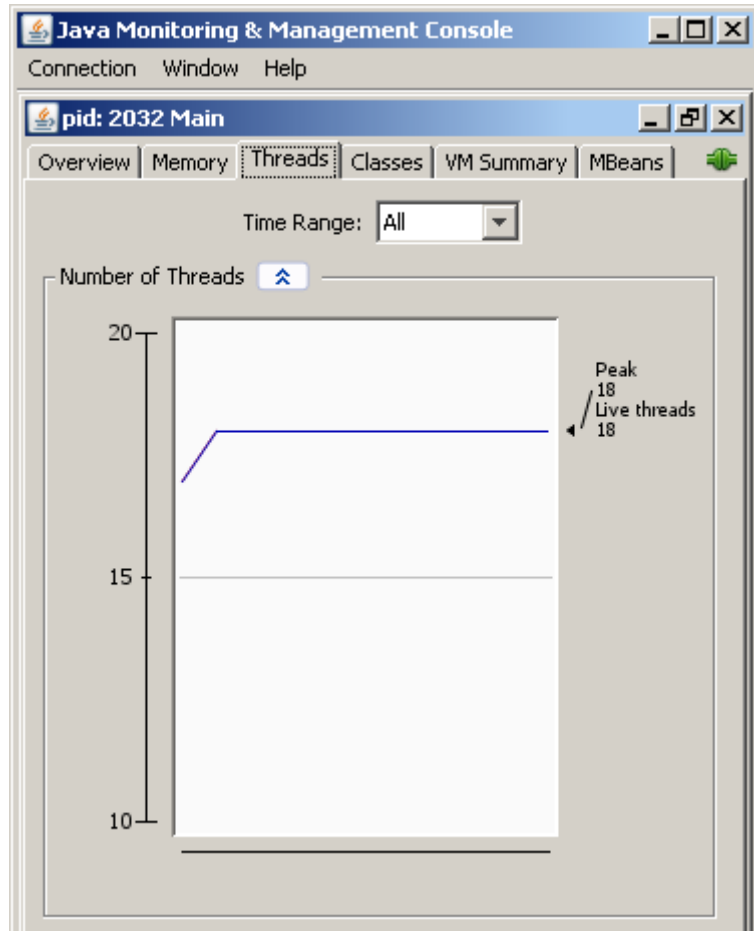 Java Monitoring & Management Console
Connection Window Help
pid: 2032 Main
Overview Memory Threads Classes VM Summary MBeans
Time Range: All
Number of Threads
20
15
10
Peak
18
Live threads
18